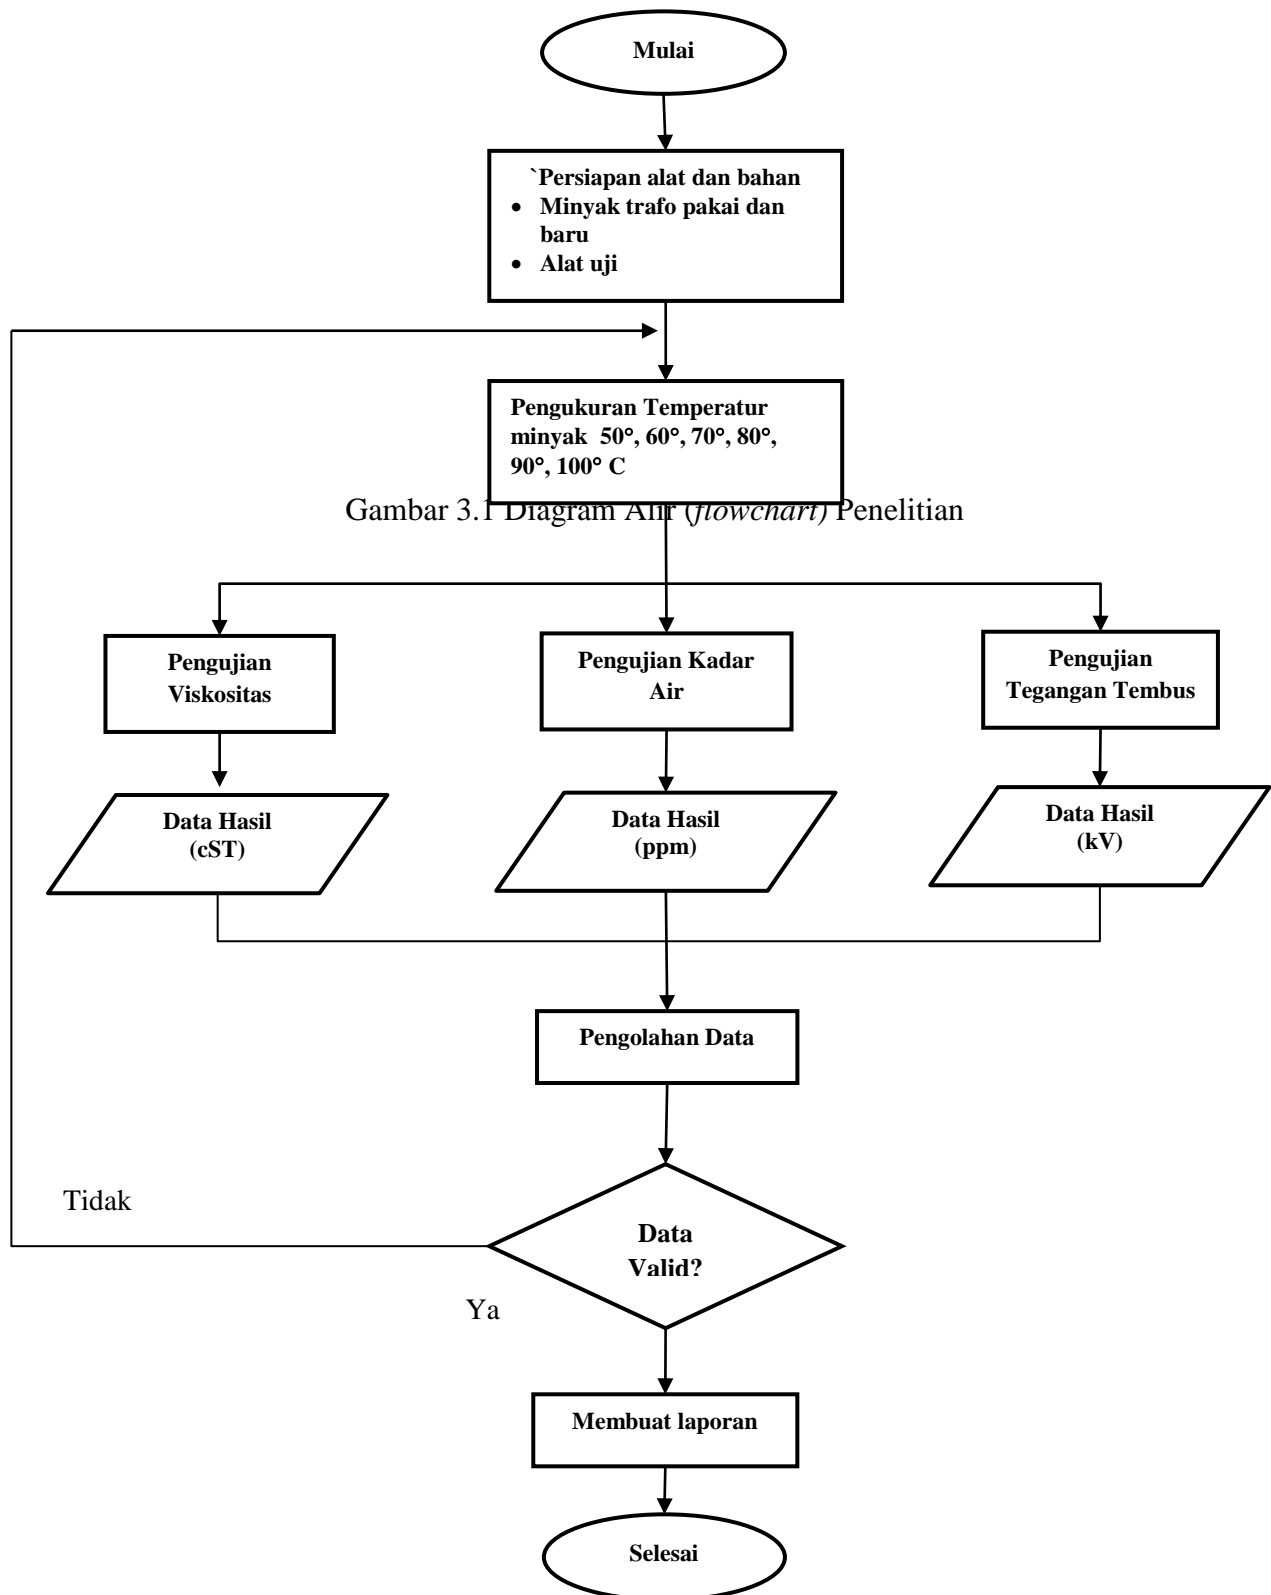 Mulai
`Persiapan alat dan bahan
• Minyak trafo pakai dan
baru
• Alat uji
Pengukuran Temperatur
minyak  50°, 60°, 70°, 80°,
90°, 100° C
Gambar 3.1 Diagram Alir (flowchart) Penelitian
Pengujian
Viskositas
Pengujian Kadar
Air
Pengujian
Tegangan Tembus
Data Hasil
(cST)
Data Hasil
(ppm)
Data Hasil
(kV)
Pengolahan Data
Tidak
Data
Valid?
Ya
Membuat laporan
Selesai